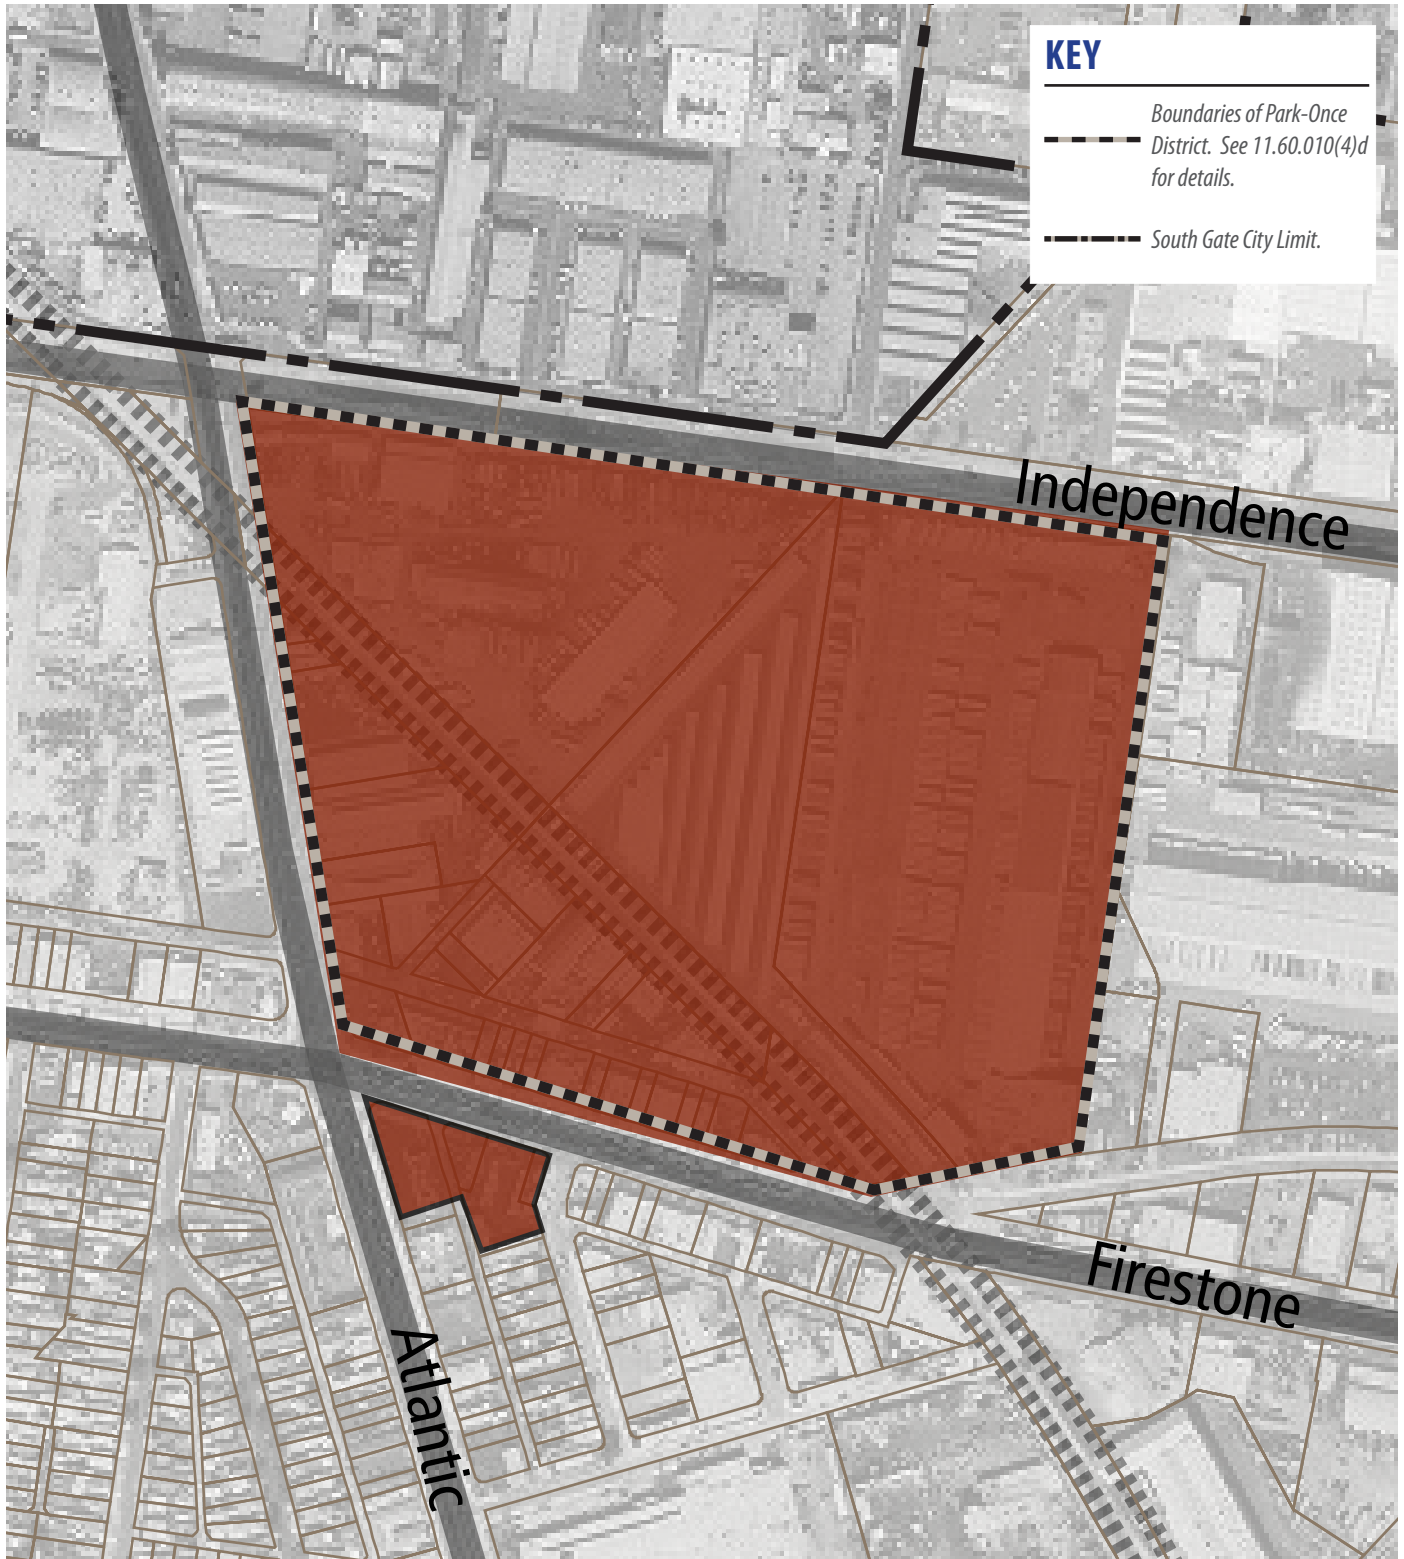 KEY
Boundaries of Park-Once
District. See 11.60.010(4)d
for details.
South Gate City Limit.
Independence
Firestone
Atlantic